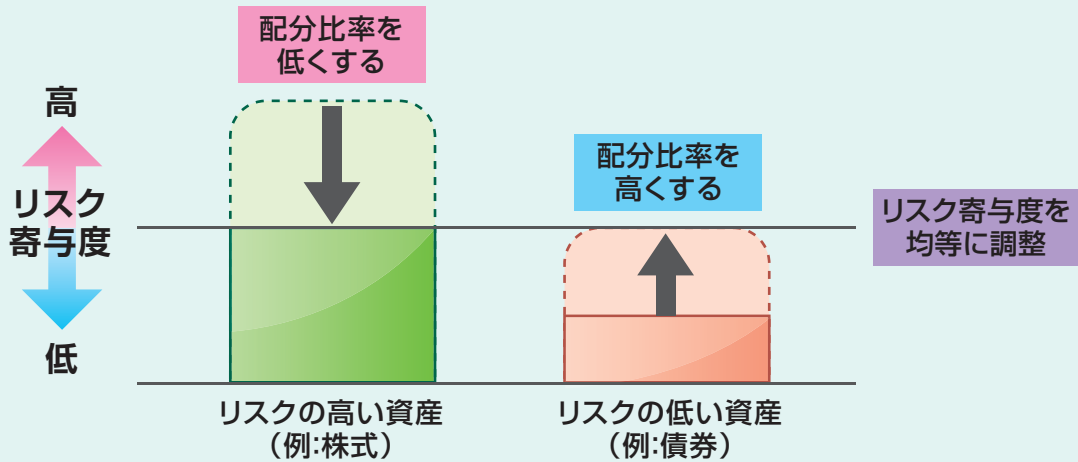 配分比率を
低くする
高
リスク
寄与度
低
配分比率を
高くする
リスク寄与度を
均等に調整
リスクの高い資産
（例:株式）
リスクの低い資産
（例:債券）